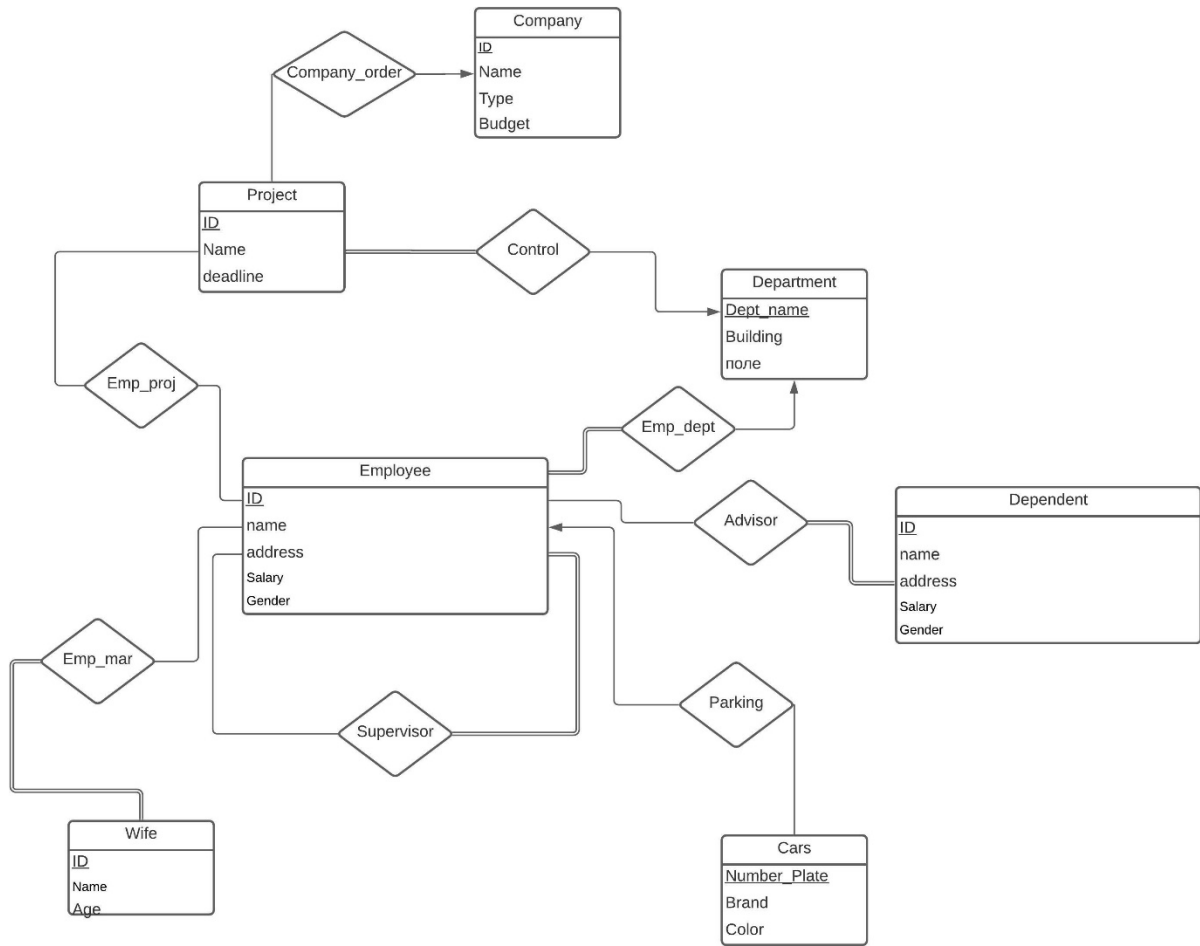 Company
ID
Name
Type
Budget
Company_order
Project
ID
Name
deadline
Control
Department
Dept_name
Building
поле
Emp_proj
Emp_dept
Employee
ID
name
address
Salary
Gender
Advisor
Dependent
ID
name
address
Salary
Gender
Emp_mar
Supervisor
Parking
Wife
ID
Name
Age
Cars
Number_Plate
Brand
Color